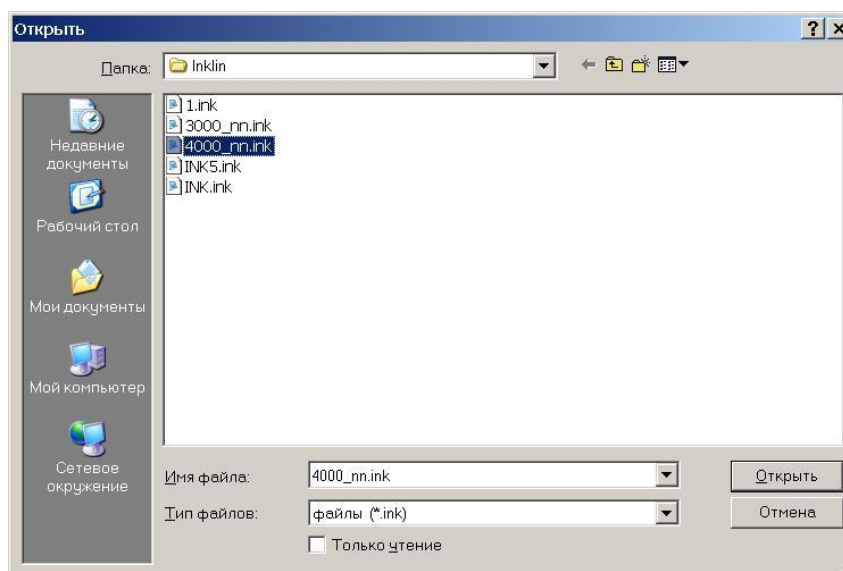 Открыть
Папка:
Inklin
Недавние
документы
Рабочий стол
Мои документы
Мой компьютер
Сетевое
окружение
1.ink
3000_nn.ink
4000_nn.ink
INK5.ink
INK.ink
Имя файла:
4000_nn.ink
Открыть
Тип файлов:
файлы (*.ink)
Отмена
Только чтение